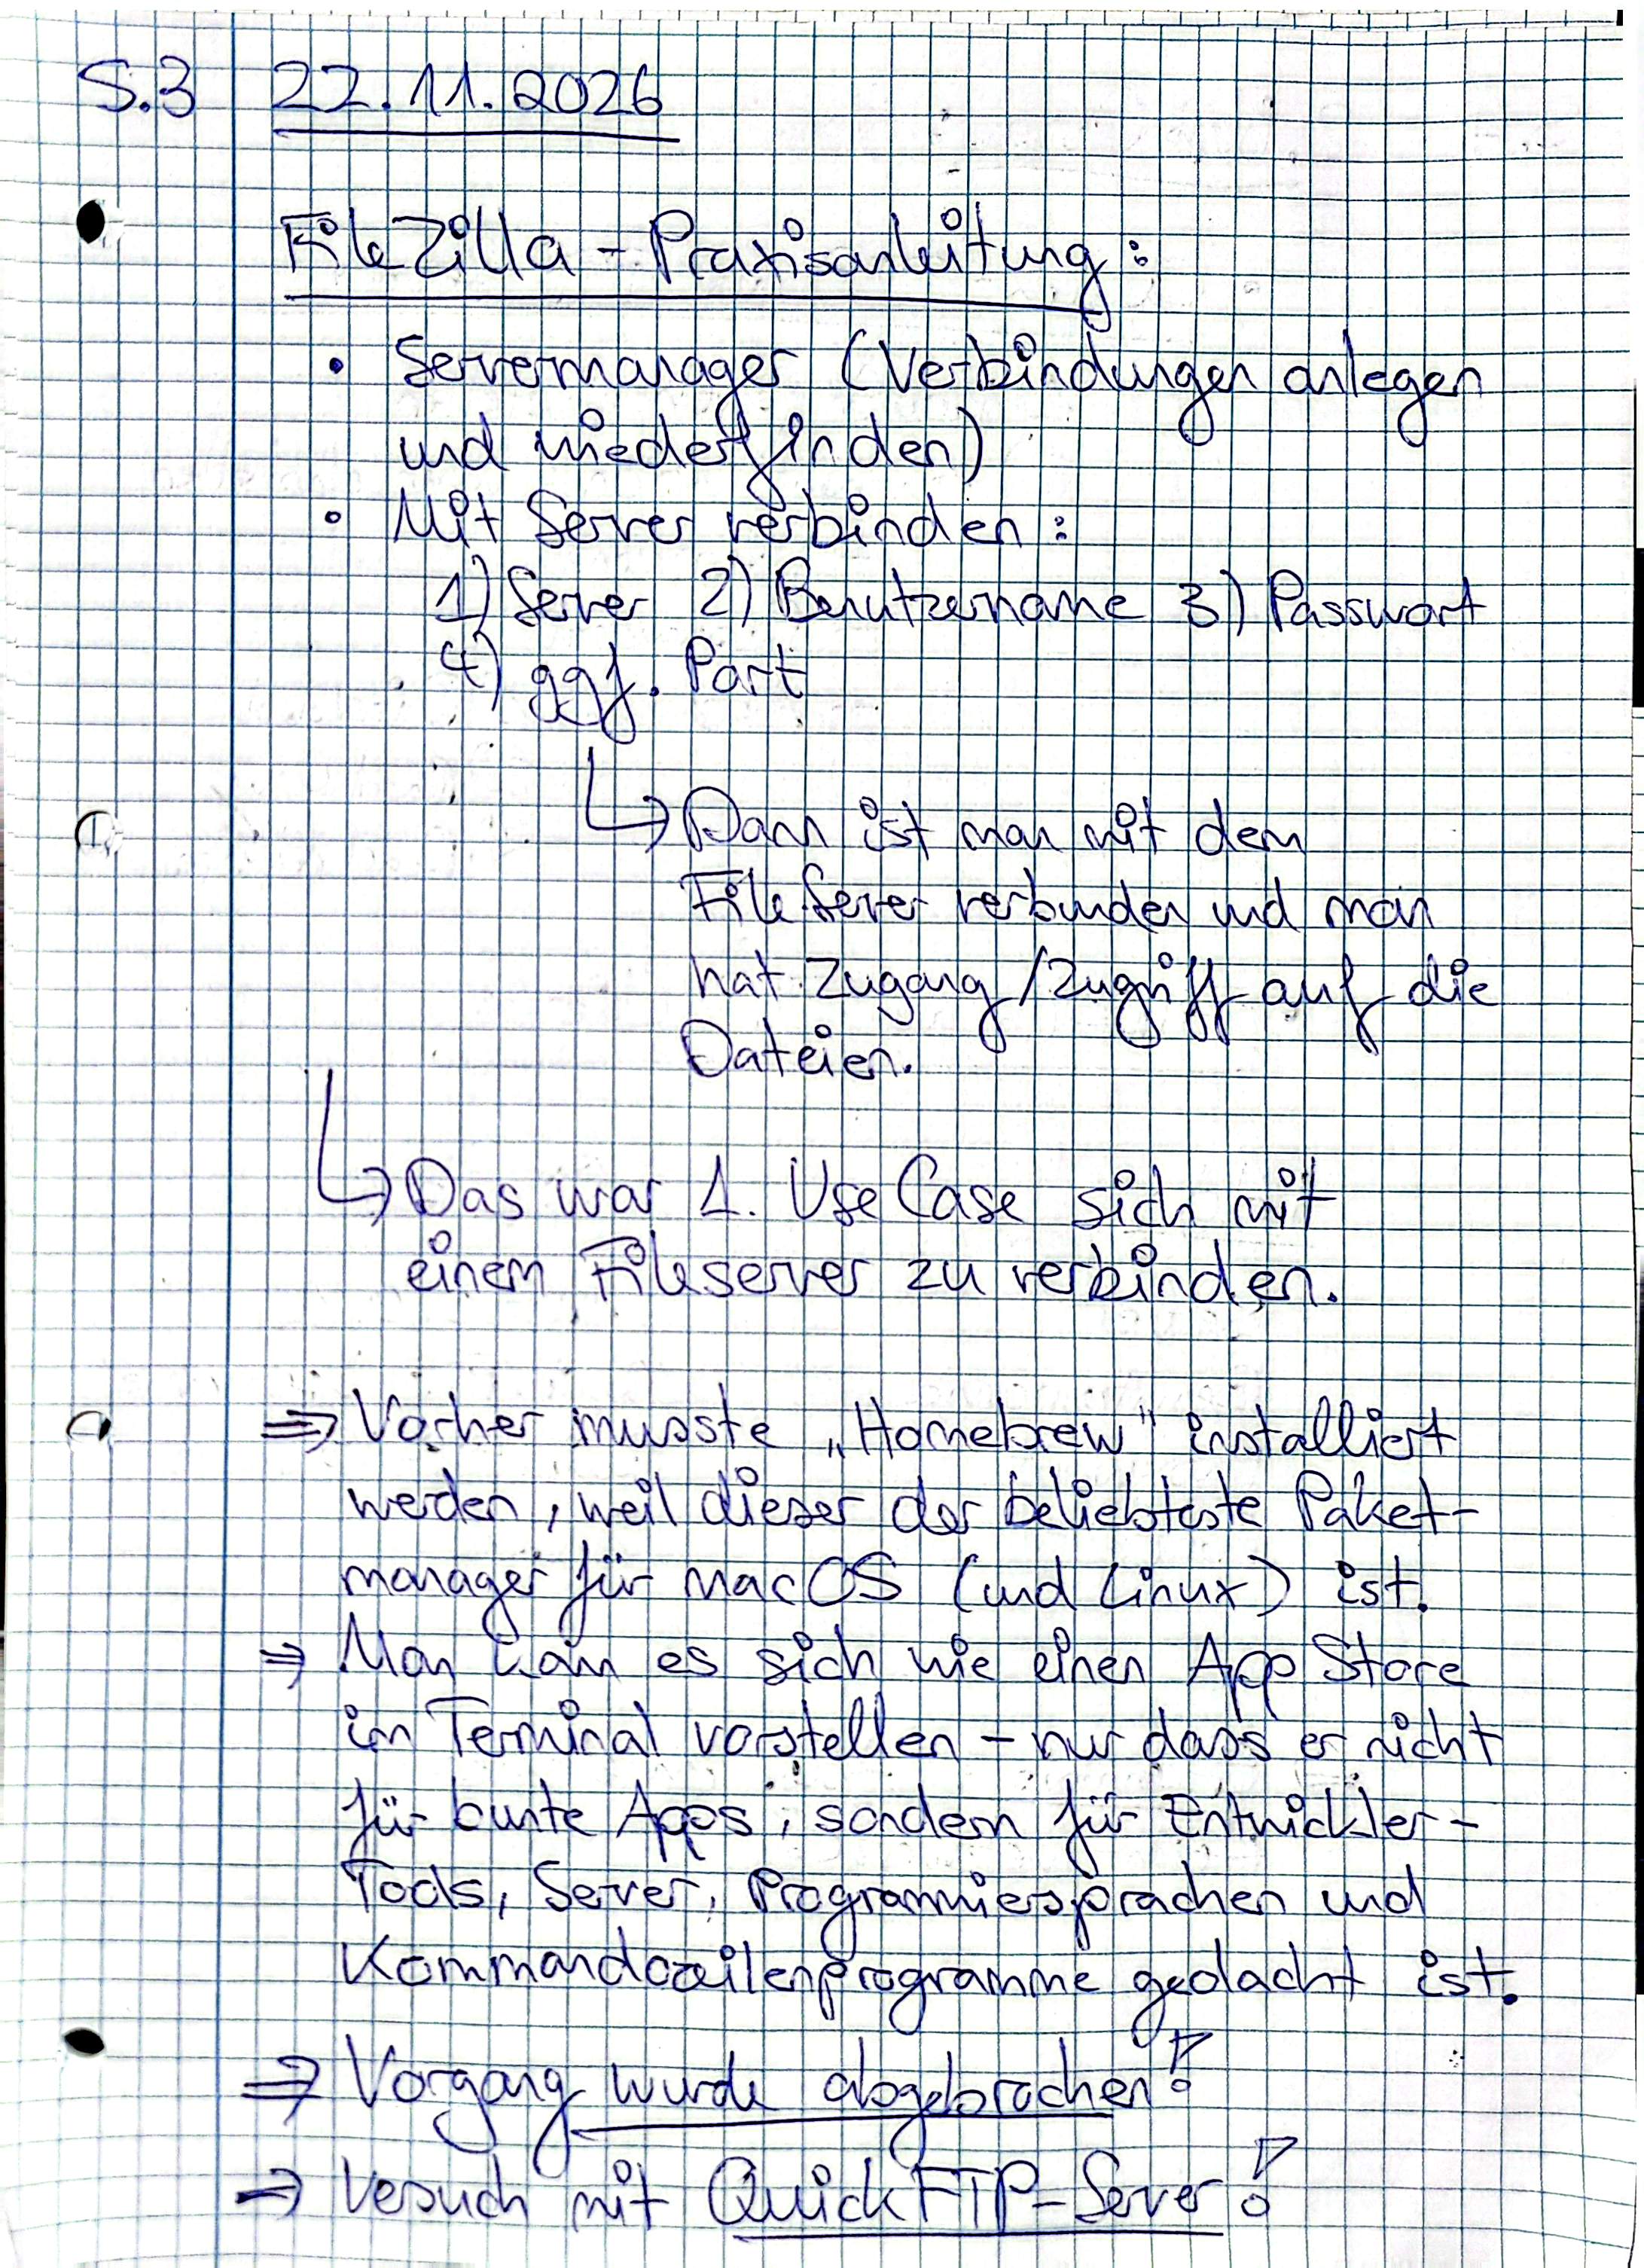 S.3 22.11.2026
FileZilla - Praxisanleitung:
• Servermanager (Verbindungen anlegen
und wiederfinden)
• Mit Server verbinden:
1) Server 2) Benutzername 3) Passwort
4) ggf. Port
↳ Dann ist man mit dem
FileServer verbunden und man
hat Zugang/Zugriff auf die
Dateien.
↳ Das war 1. Use Case sich mit
einem Fileserver zu verbinden.
⇒ Vorher musste „Homebrew" installiert
werden, weil dieser der beliebteste Paket-
manager für macOS (und Linux) ist.
⇒ Man kann es sich wie einen App Store
im Terminal vorstellen - nur dass er nicht
für bunte Apps, sondern für Entwickler-
Tools, Server, Programmiersprachen und
Kommandozeilenprogramme gedacht ist.
⇒ Vorgang wurde abgebrochen!
⇒ Vesuch mit QuickFTP-Server!